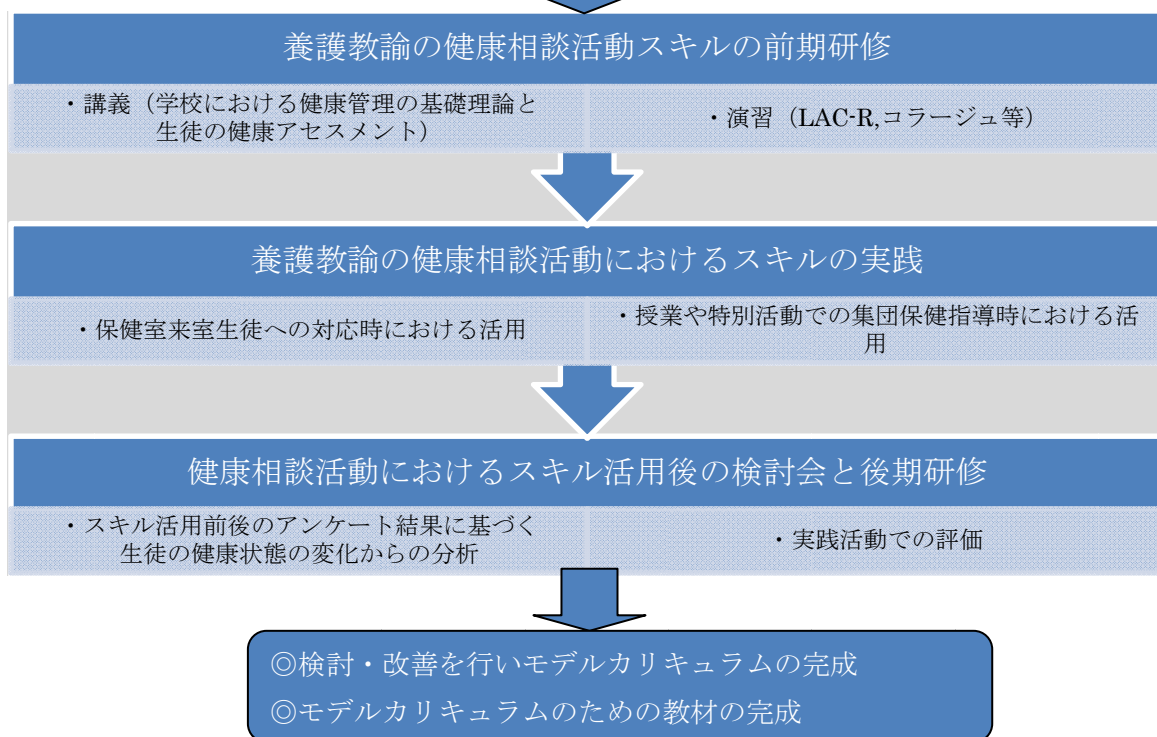 養護教諭の健康相談活動スキルの前期研修
・講義（学校における健康管理の基礎理論と
生徒の健康アセスメント）
・演習（LAC-R,コラージュ等）
養護教諭の健康相談活動におけるスキルの実践
・保健室来室生徒への対応時における活用
・授業や特別活動での集団保健指導時における活
用
健康相談活動におけるスキル活用後の検討会と後期研修
・スキル活用前後のアンケート結果に基づく
生徒の健康状態の変化からの分析
・実践活動での評価
◎検討・改善を行いモデルカリキュラムの完成
◎モデルカリキュラムのための教材の完成